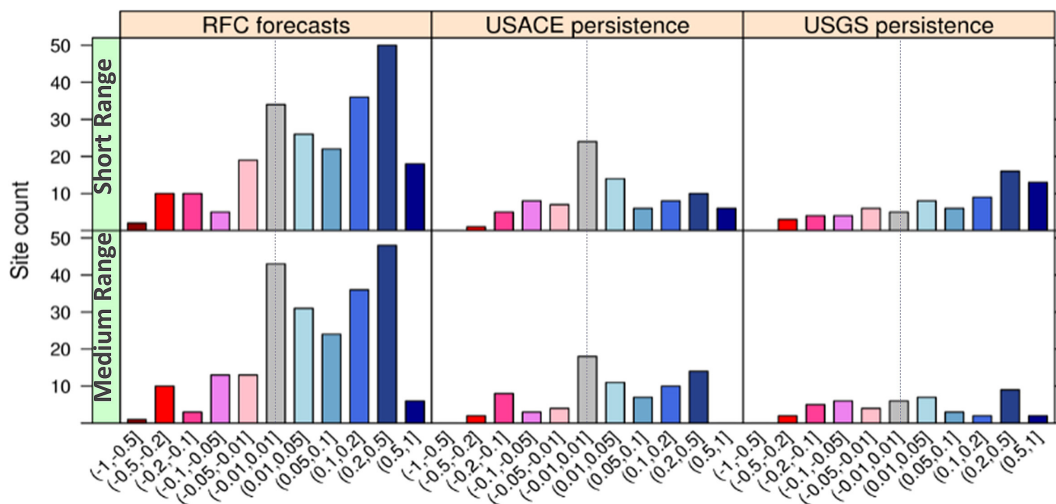 RFC forecasts USACE persistence USGS persistence
Site count
Short Range
50
40
30
20
10
Medium Range
50
40
30
20
10
(-1,-0.5] (-0.5,-0.2] (-0.2,-0.1] (-0.1,-0.05] (-0.05,-0.01] (-0.01,0.01] (0.01,0.05] (0.05,0.1] (0.1,0.2] (0.2,0.5] (0.5,1]
(-1,-0.5] (-0.5,-0.2] (-0.2,-0.1] (-0.1,-0.05] (-0.05,-0.01] (-0.01,0.01] (0.01,0.05] (0.05,0.1] (0.1,0.2] (0.2,0.5] (0.5,1]
(-1,-0.5] (-0.5,-0.2] (-0.2,-0.1] (-0.1,-0.05] (-0.05,-0.01] (-0.01,0.01] (0.01,0.05] (0.05,0.1] (0.1,0.2] (0.2,0.5] (0.5,1]